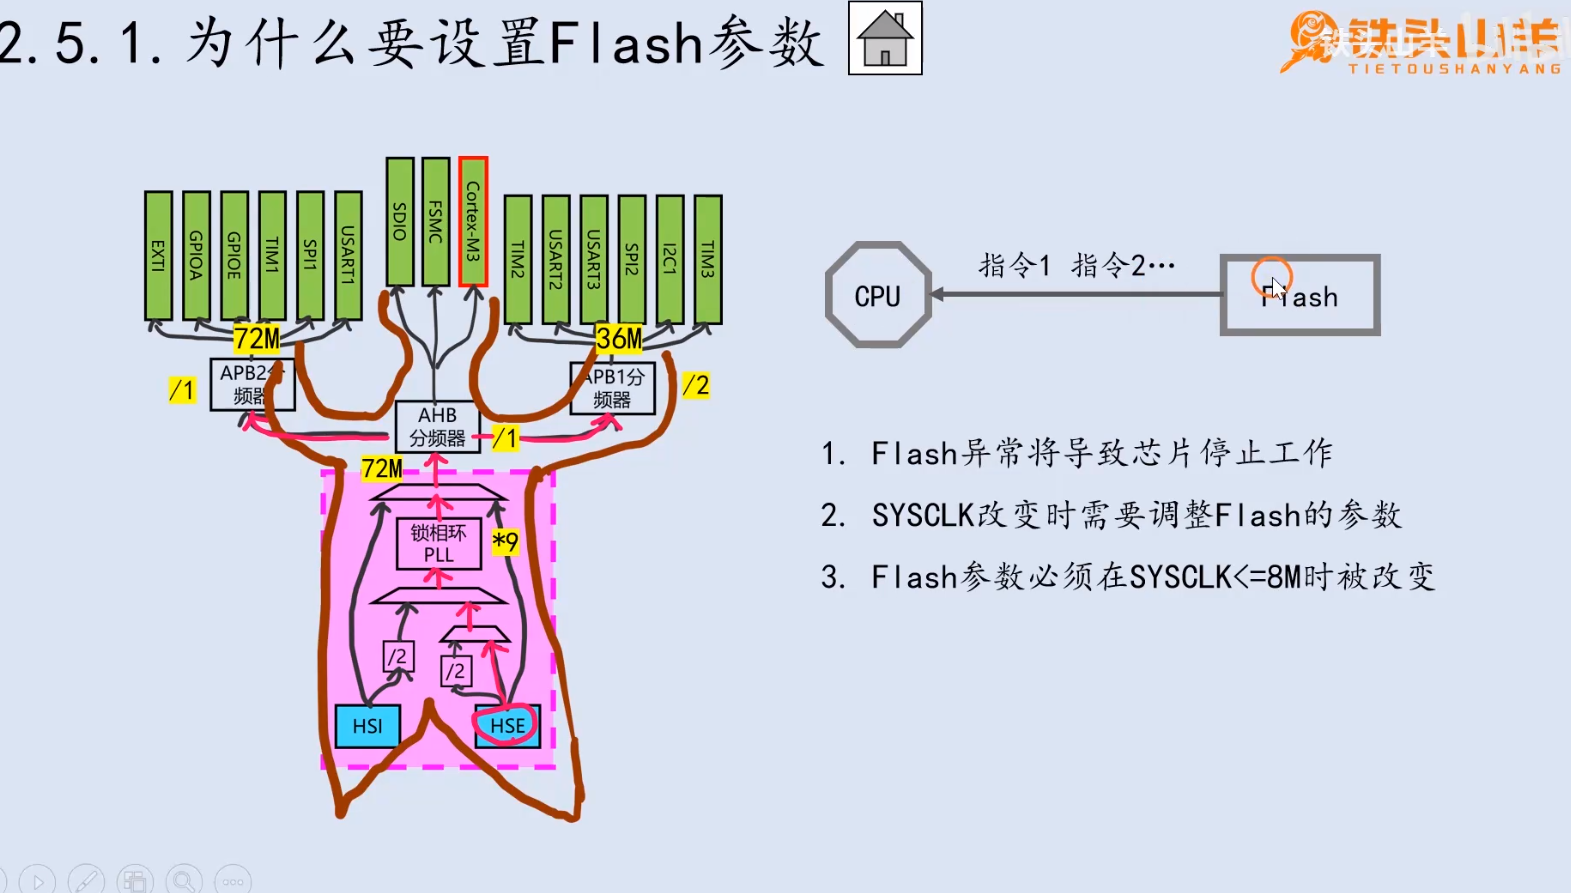 2.5.1.为什么要设置Flash参数
铁头山羊
TIETOUSHANYANG
EXTI
GPIOA
GPIOE
TIM1
SPI1
USART1
SDIO
FSMC
Cortex-M3
TIM2
USART2
USART3
SPI2
I2C1
TIM3
72M
36M
/1
APB2分
频器
APB1分
频器
/2
AHB
分频器
/1
72M
锁相环
PLL
*9
/2
/2
HSI
HSE
CPU
指令1 指令2…
Flash
1. Flash异常将导致芯片停止工作
2. SYSCLK改变时需要调整Flash的参数
3. Flash参数必须在SYSCLK<=8M时被改变